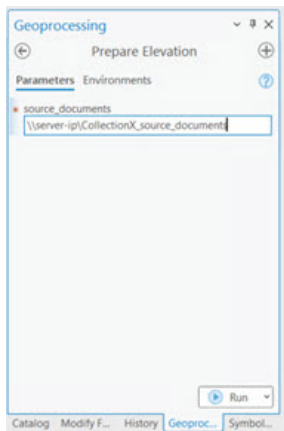 Geoprocessing
Prepare Elevation
Parameters Environments
source_documents
\\server-ip\CollectionX_source_documents
Run
Catalog Modify F... History Geoproc... Symbol...